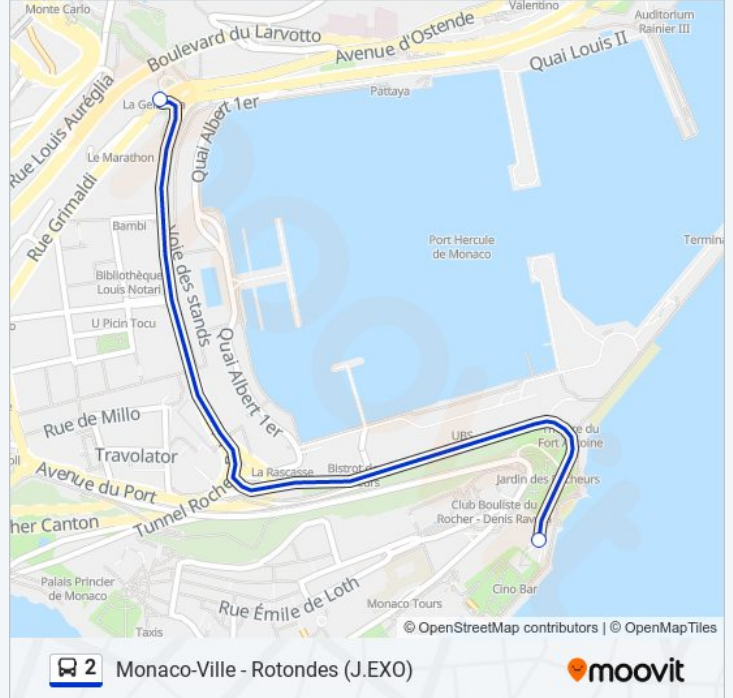 Monte Carlo
Valentino
Auditorium
Rainier III
Boulevard du Larvotto
Avenue d'Ostende
Quai Louis II
Pattaya
Quai Albert 1er
Rue Louis Auréglia
Le Marathon
Rue Grimaldi
Bambi
Voie des stands
Bibliothèque
Louis Notari
U Picin Tocu
Port Hercule
de Monaco
Quai Albert 1er
Rue de Millo
Travolator
Avenue du Port
La Rascasse
UBS
du
Fort
Jardin des
Tunnel
Canton
Club Bouliste du
Rocher - Denis
Palais Princier
de Monaco
Rue Émile de Loth
Monaco Tours
Cino Bar
Taxis
© OpenStreetMap contributors | © OpenMapTiles
2 Monaco-Ville - Rotondes (J.EXO)
moovit